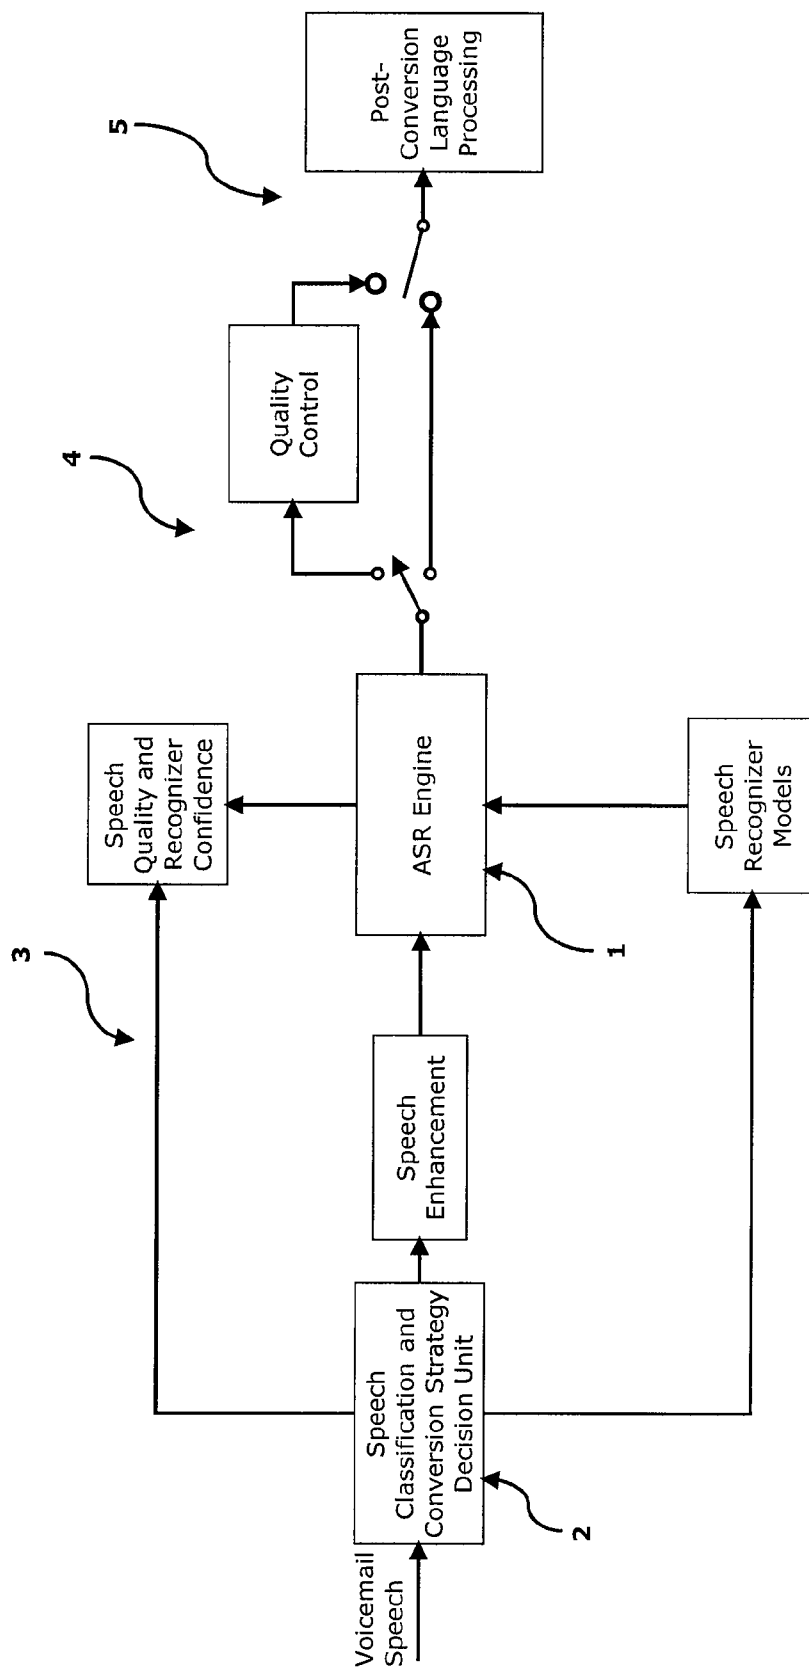 Voicemail
Speech
Speech
Classification and
Conversion Strategy
Decision Unit
2
3
Speech
Enhancement
ASR Engine
1
Speech
Quality and
Recognizer
Confidence
Speech
Recognizer
Models
4
Quality
Control
5
Post-
Conversion
Language
Processing